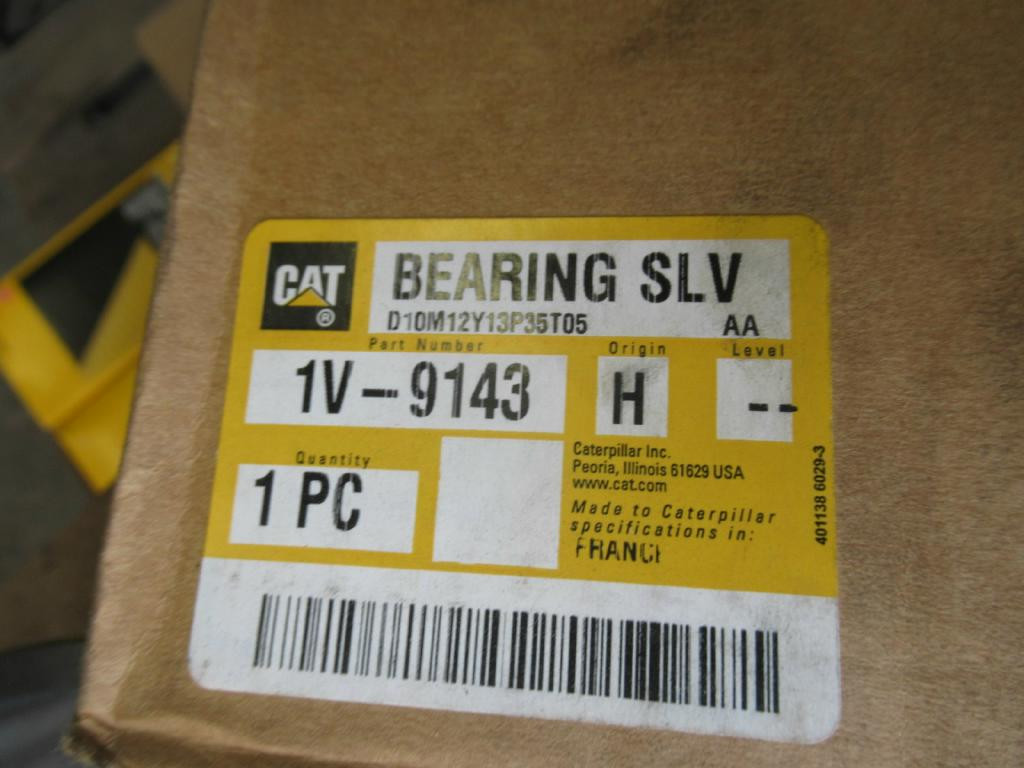 CAT
®
BEARING SLV
D10M12Y13P35T05 AA
Part Number Origin Level
1V-9143 H --
Quantity
1 PC
Caterpillar Inc.
Peoria, Illinois 61629 USA
www.cat.com
Made to Caterpillar
specifications in:
FRANCE
401138 6029-3